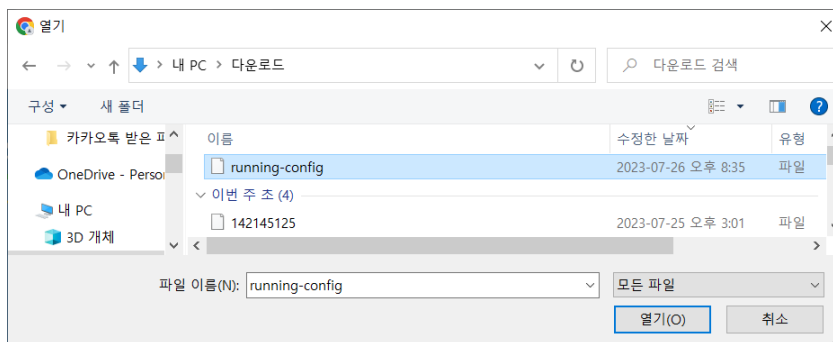 열기
내 PC > 다운로드
다운로드 검색
구성
새 폴더
카카오톡 받은 파
OneDrive - Person
내 PC
3D 개체
이름 수정한 날짜 유형
running-config 2023-07-26 오후 8:35 파일
이번 주 초 (4)
142145125 2023-07-25 오후 3:01 파일
파일 이름(N): running-config 모든 파일
열기(O) 취소